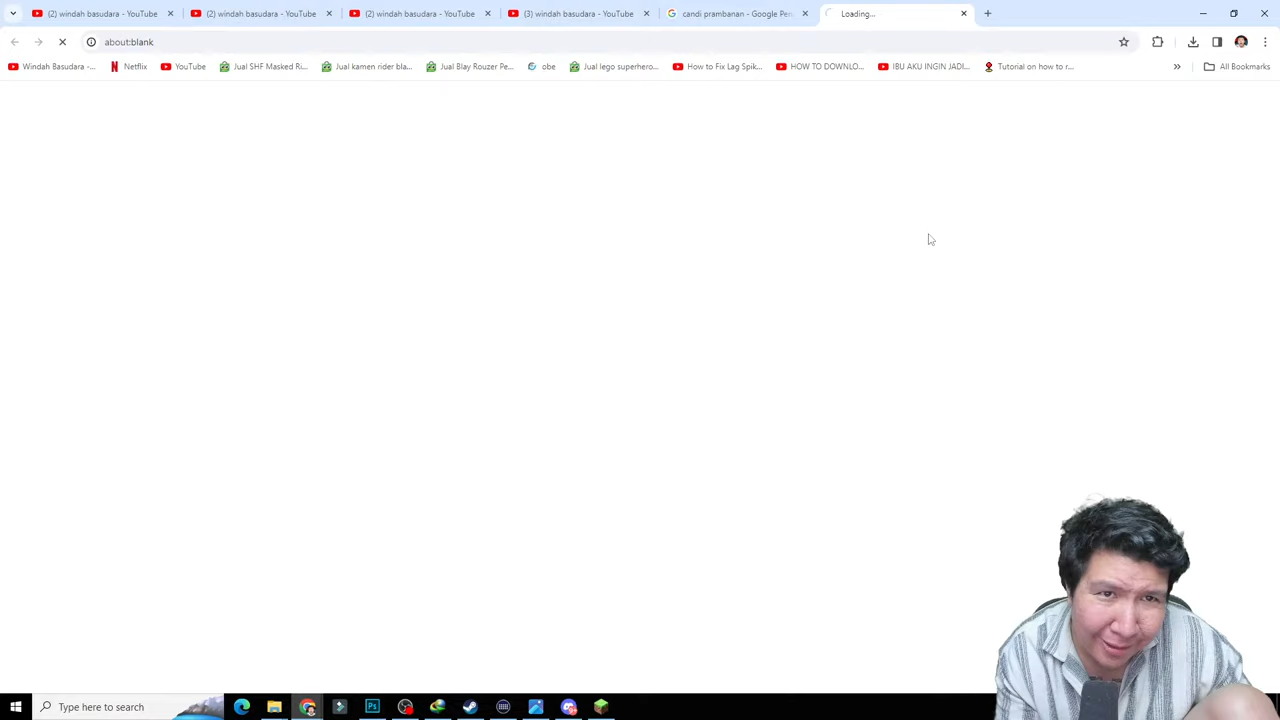 (2) windah basudara - YouTube
(2) windah basudara - YouTube
(2) windah basudara - YouTube
(3) windah basudara - YouTube
candi prambanan - Google Pen
Loading...
about:blank
Windah Basudara -...
Netflix
YouTube
Jual SHF Masked Ri...
Jual kamen rider bla...
Jual Blay Rouzer Pe...
obe
Jual lego superhero...
How to Fix Lag Spik...
HOW TO DOWNLO...
IBU AKU INGIN JADI...
Tutorial on how to r...
All Bookmarks
Type here to search